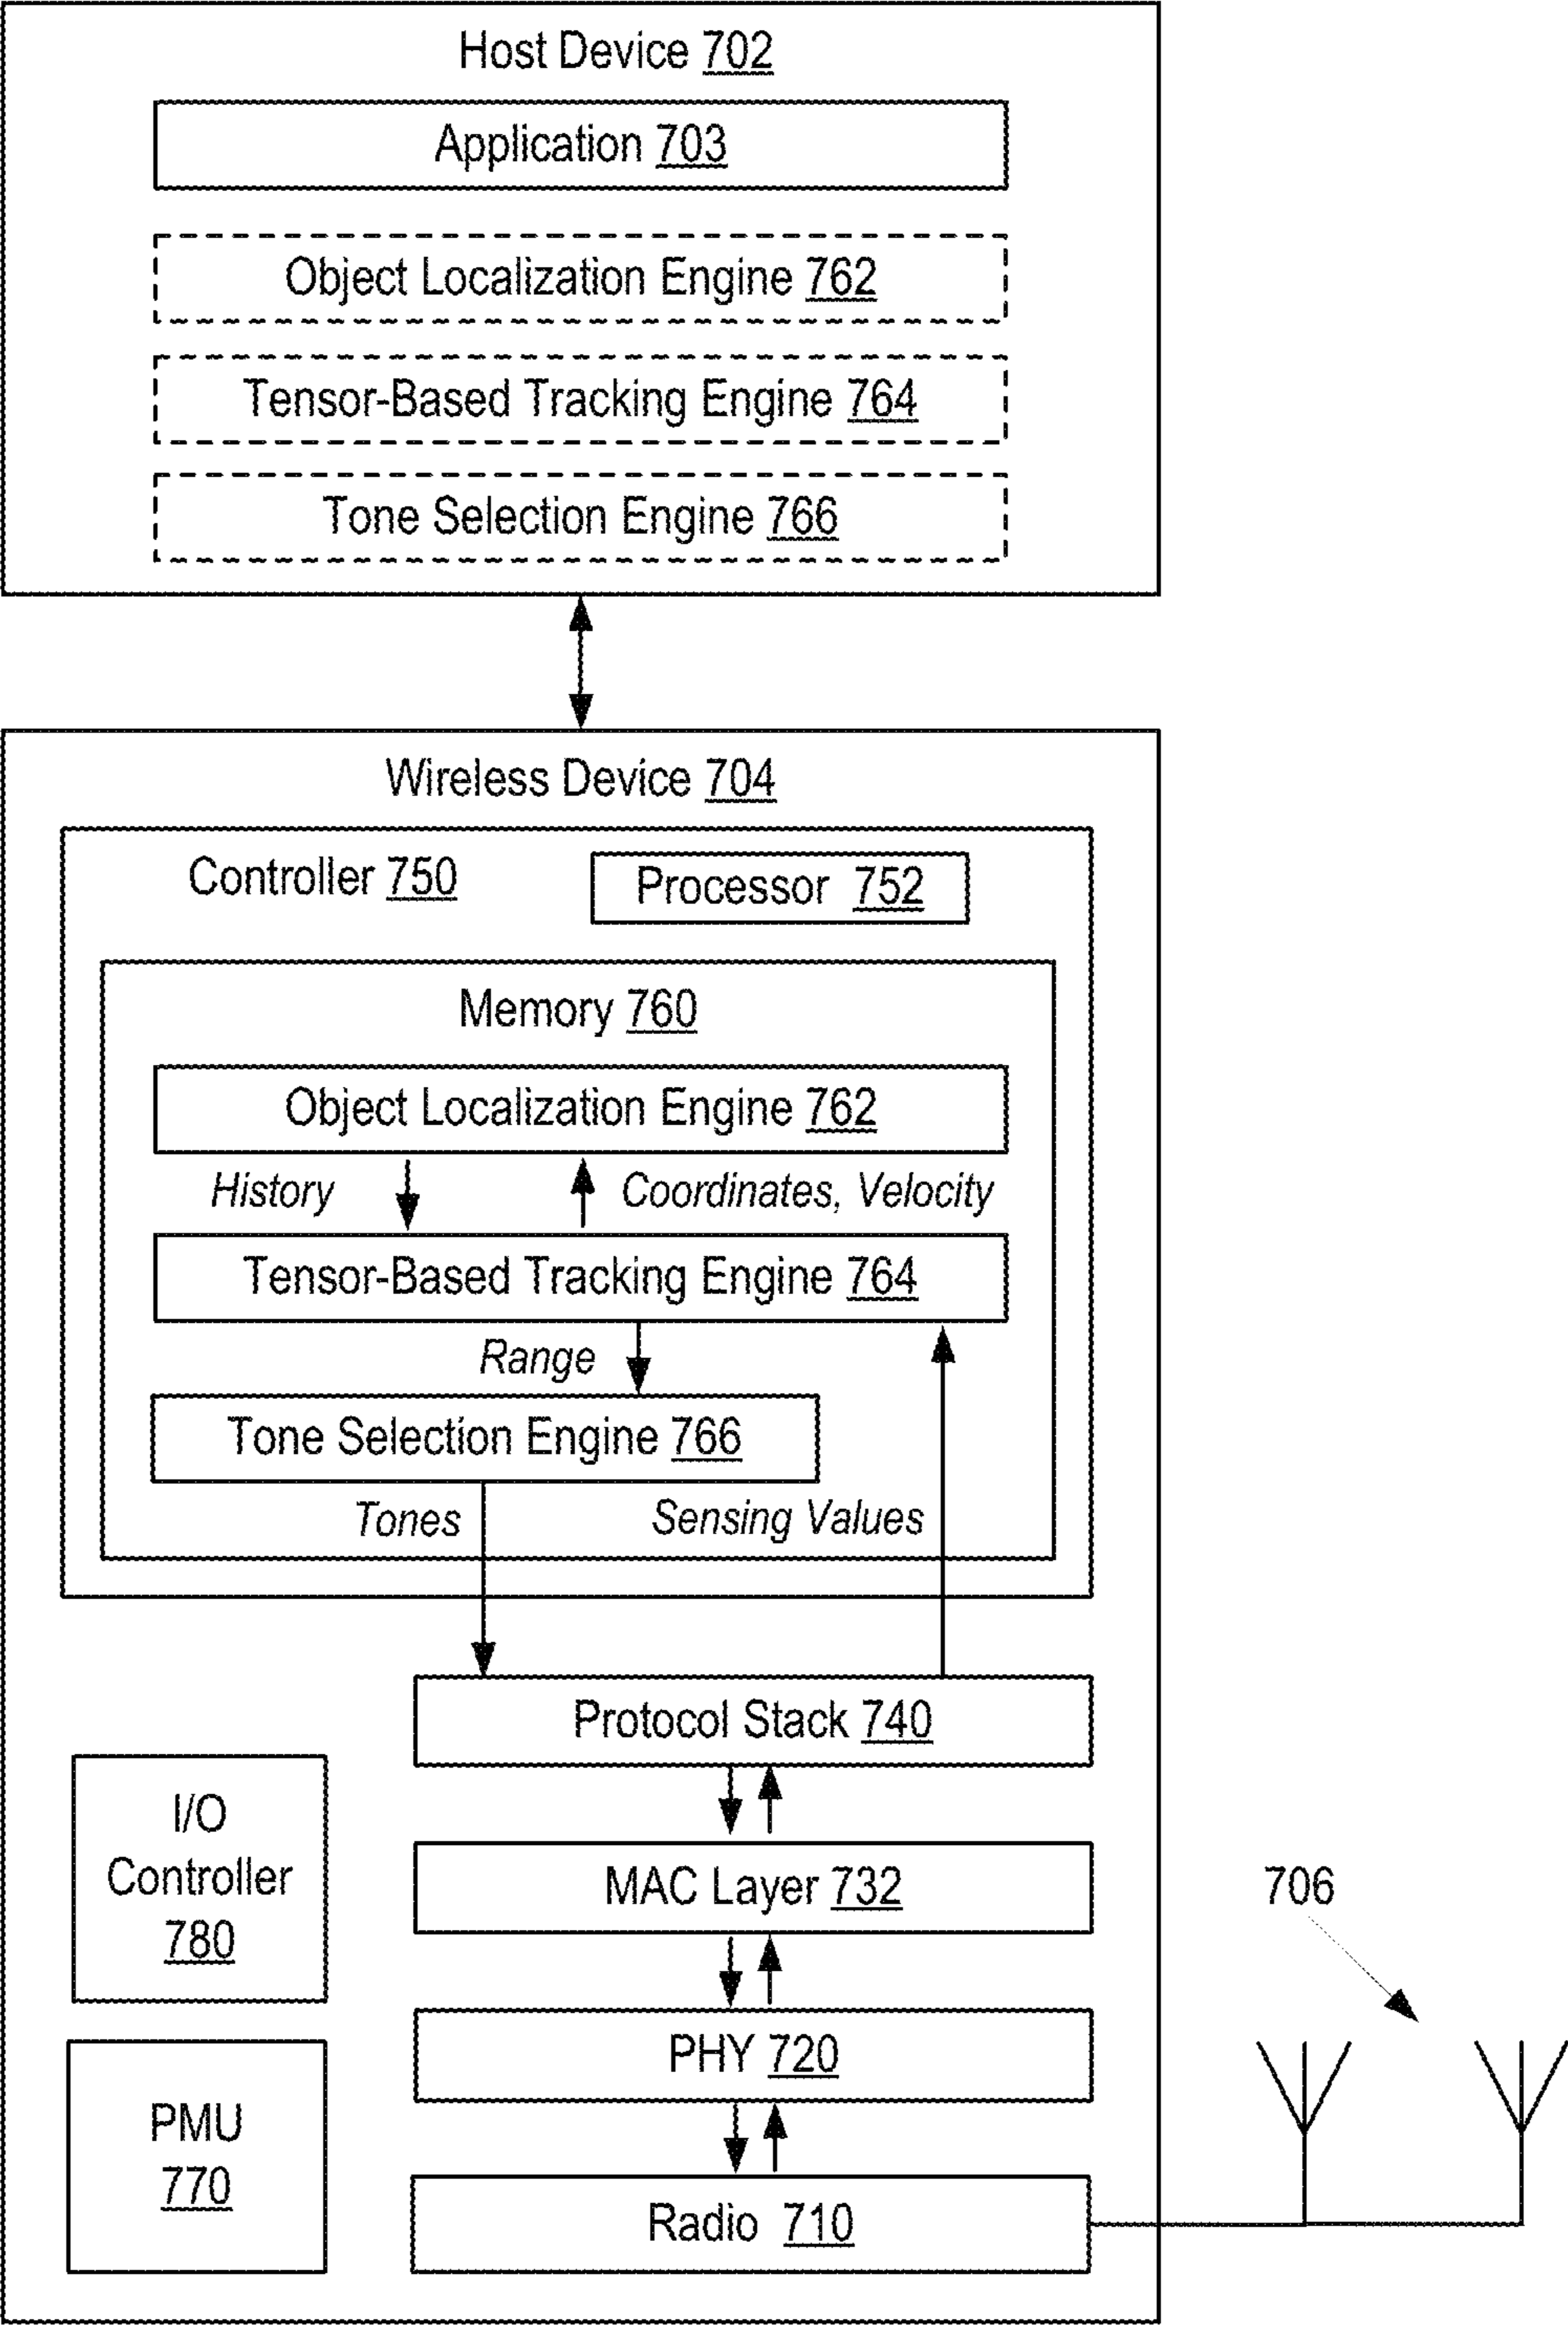 Host Device 702
Application 703
Object Localization Engine 762
Tensor-Based Tracking Engine 764
Tone Selection Engine 766
Wireless Device 704
Controller 750
Processor 752
Memory 760
Object Localization Engine 762
History
Coordinates, Velocity
Tensor-Based Tracking Engine 764
Range
Tone Selection Engine 766
Tones
Sensing Values
Protocol Stack 740
I/O
Controller
780
MAC Layer 732
706
PHY 720
PMU
770
Radio 710